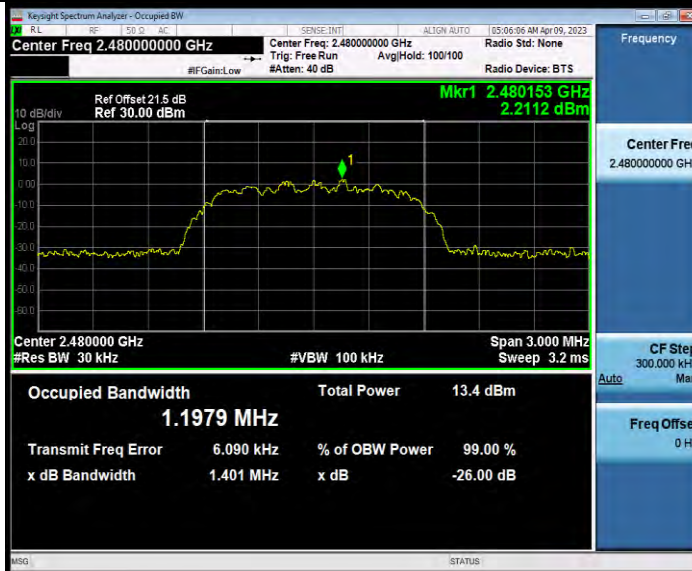 Keysight Spectrum Analyzer - Occupied BW
RL RF 50 Ω AC SENSE:INT ALIGN AUTO 05:06:06 AM Apr 09, 2023
Center Freq 2.480000000 GHz
Center Freq: 2.480000000 GHz
Radio Std: None
Trig: Free Run Avg|Hold: 100/100
#IFGain:Low #Atten: 40 dB Radio Device: BTS
Frequency
Mkr1 2.480153 GHz
2.2112 dBm
Ref Offset 21.5 dB
10 dB/div Ref 30.00 dBm
Log
20.0
10.0
0.00
-10.0
-20.0
-30.0
-40.0
-50.0
-60.0
1
Center 2.480000 GHz Span 3.000 MHz
#Res BW 30 kHz #VBW 100 kHz Sweep 3.2 ms
Occupied Bandwidth Total Power 13.4 dBm
1.1979 MHz
Transmit Freq Error 6.090 kHz % of OBW Power 99.00 %
x dB Bandwidth 1.401 MHz x dB -26.00 dB
Center Freq
2.480000000 GH
CF Step
300.000 kH
Auto Ma
Freq Offse
0 H
MSG STATUS